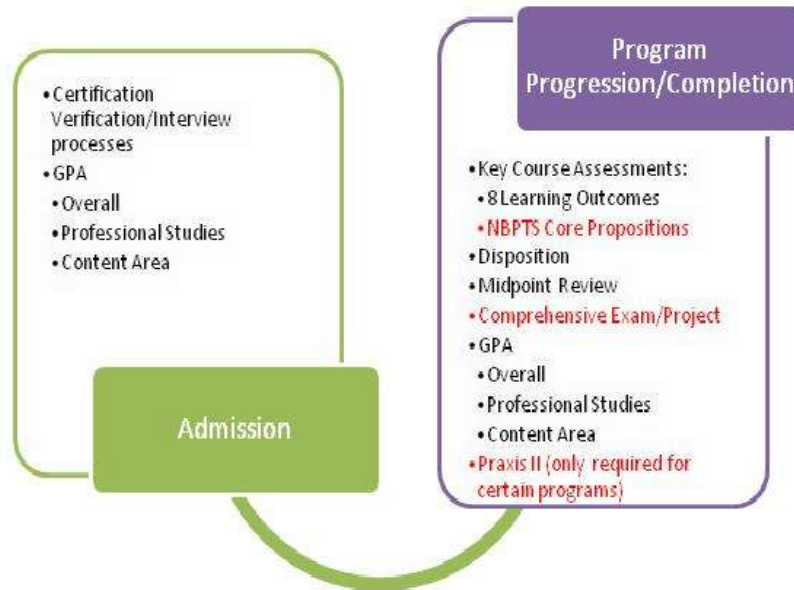 •Certification
Verification/Interview
processes
•GPA
•Overall
•Professional Studies
•Content Area
Admission
Program
Progression/Completion
•Key Course Assessments:
•8 Learning Outcomes
•NBPTS Core Propositions
•Disposition
•Midpoint Review
•Comprehensive Exam/Project
•GPA
•Overall
•Professional Studies
•Content Area
•Praxis II (only required for
certain programs)